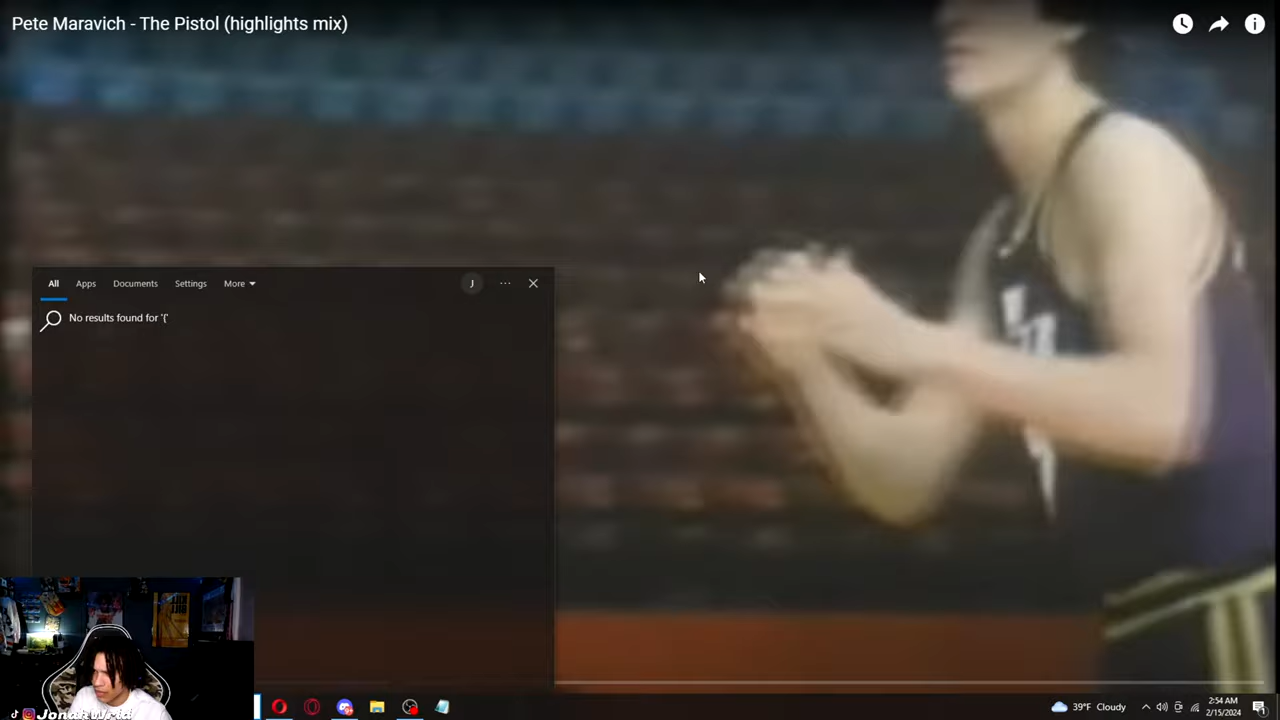 Pete Maravich - The Pistol (highlights mix)
All Apps Documents Settings More J
No results found for '('
JonahWrld
39°F Cloudy
2:54 AM
2/15/2024